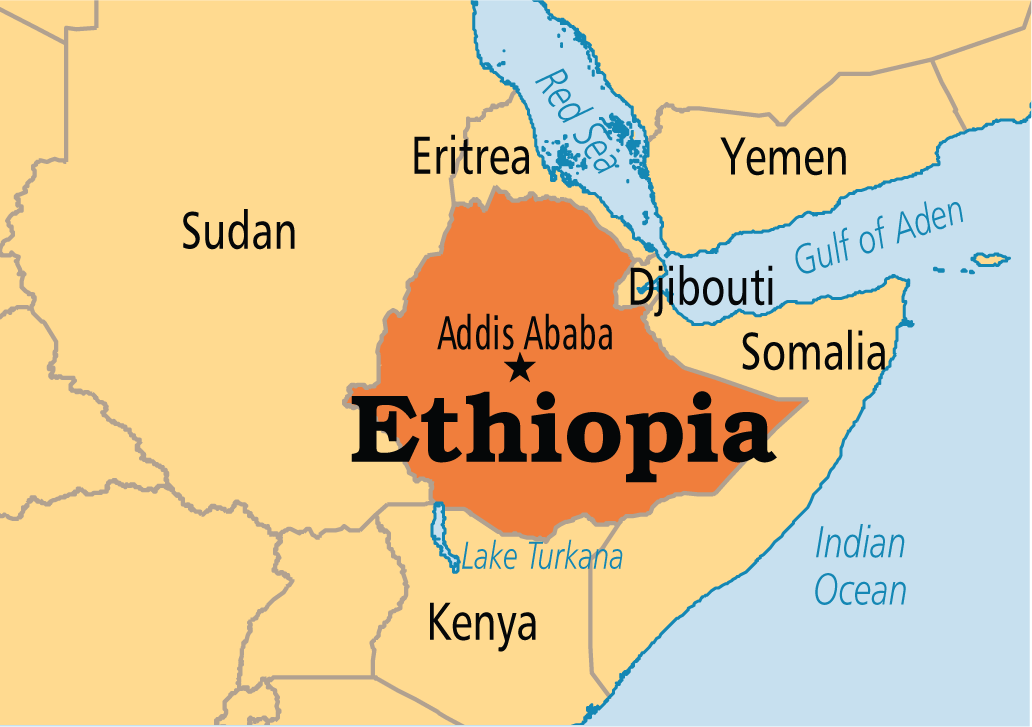 Red Sea
Eritrea
Yemen
Sudan
Gulf of Aden
Djibouti
Addis Ababa
Somalia
Ethiopia
Indian
Ocean
Lake Turkana
Kenya